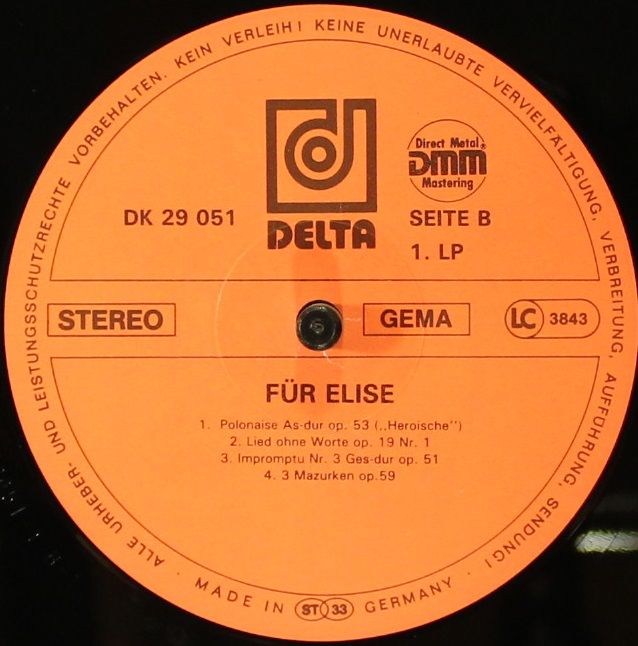 ALLE URHEBER- UND LEISTUNGSSCHUTZRECHTE VORBEHALTEN. KEIN VERLEIH! KEINE UNERLAUBTE VERVIELFÄLTIGUNG, VERBREITUNG, AUFFÜHRUNG, SENDUNG!
d
DELTA
Direct Metal
DMM®
Mastering
DK 29 051
SEITE B
1. LP
STEREO
GEMA
LC 3843
FÜR ELISE
1. Polonaise As-dur op. 53 (,,Heroische")
2. Lied ohne Worte op. 19 Nr. 1
3. Impromptu Nr. 3 Ges-dur op. 51
4. 3 Mazurken op.59
· MADE IN ST 33 GERMANY ·